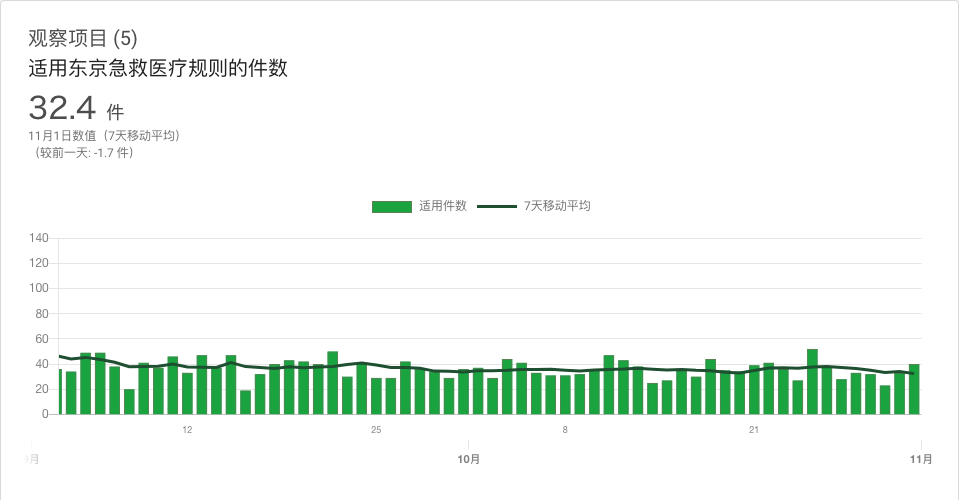 观察项目 (5)
适用东京急救医疗规则的件数
32.4 件
11月1日数值（7天移动平均）
（较前一天: -1.7 件）
适用件数 7天移动平均
140
120
100
80
60
40
20
0
12 25 8 21
月 10月 11月